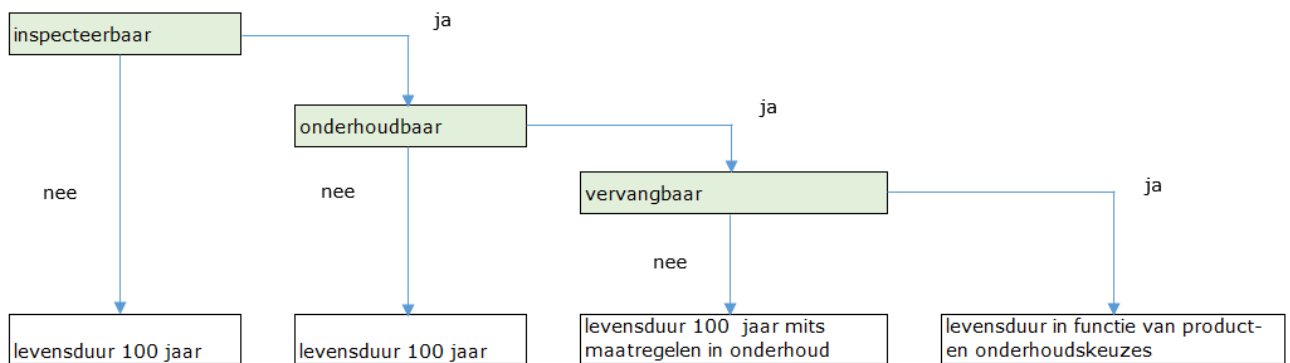 inspecteerbaar
ja
onderhoudbaar
ja
nee
nee
vervangbaar
ja
nee
levensduur 100 jaar
levensduur 100 jaar
levensduur 100 jaar mits
maatregelen in onderhoud
levensduur in functie van product-
en onderhoudskeuzes